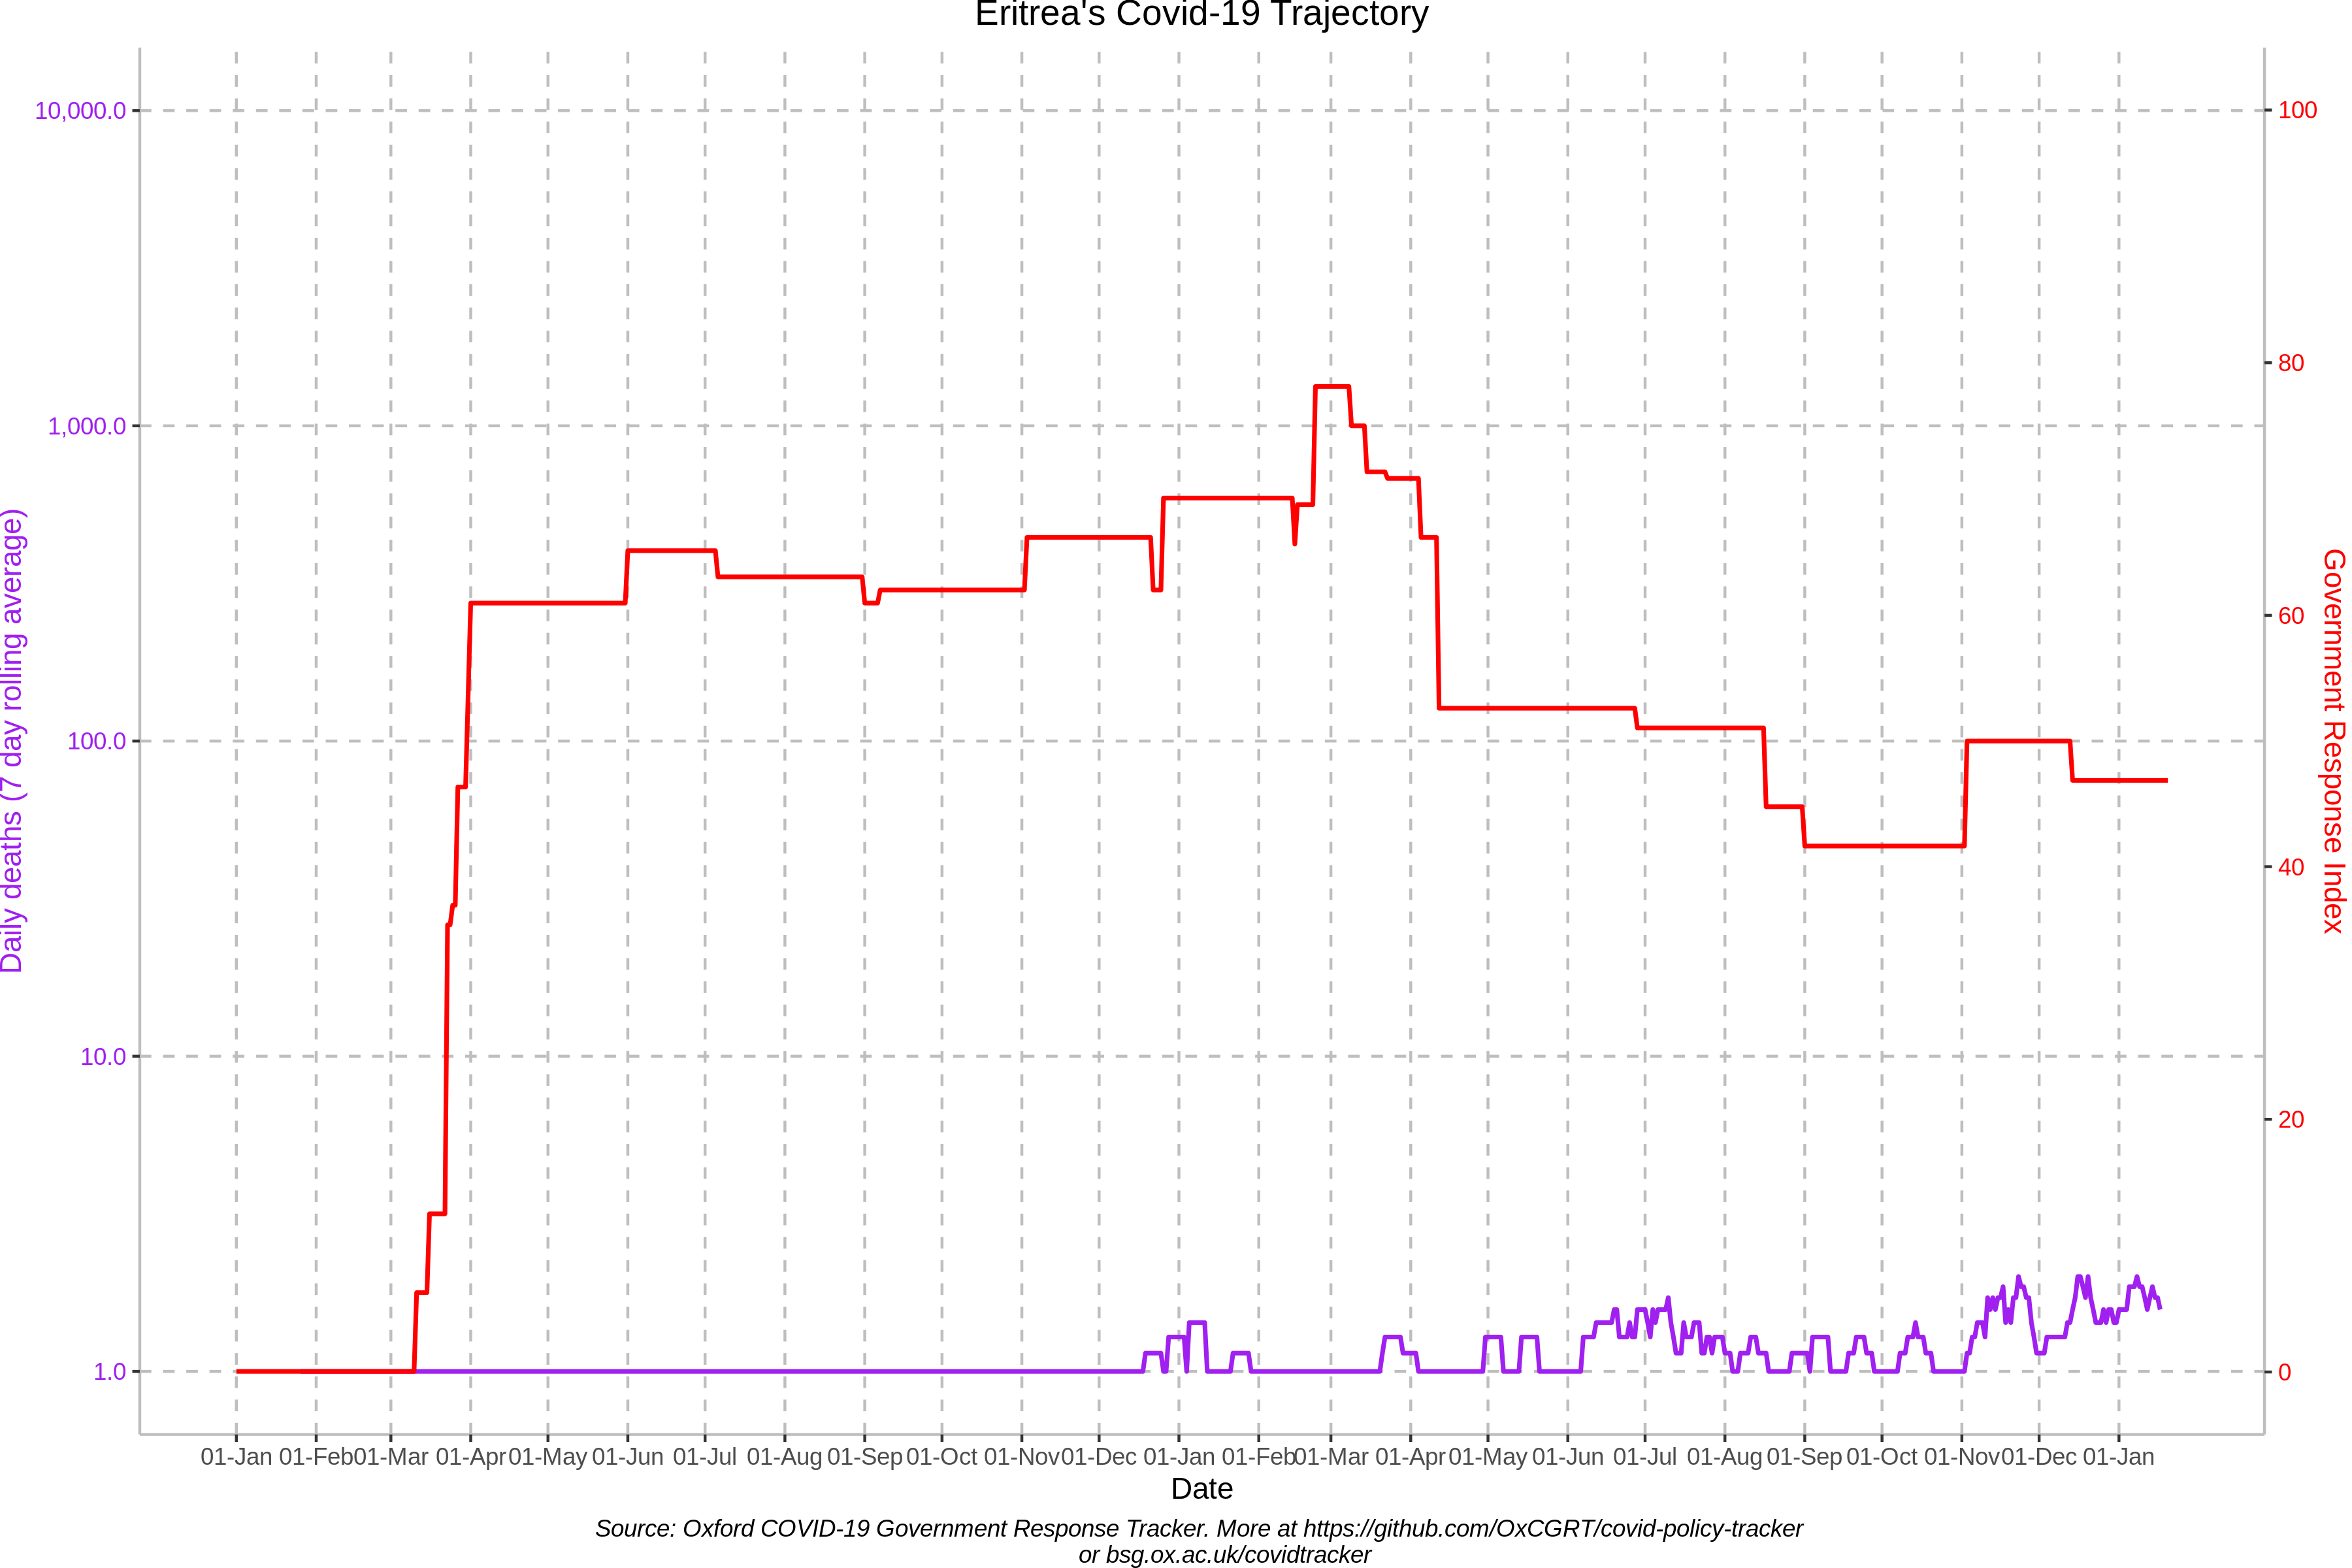 Eritrea's Covid-19 Trajectory
10,000.0
1,000.0
100.0
10.0
1.0
Daily deaths (7 day rolling average)
100
80
60
40
20
0
Government Response Index
01-Jan 01-Feb 01-Mar 01-Apr 01-May 01-Jun 01-Jul 01-Aug 01-Sep 01-Oct 01-Nov 01-Dec 01-Jan 01-Feb 01-Mar 01-Apr 01-May 01-Jun 01-Jul 01-Aug 01-Sep 01-Oct 01-Nov 01-Dec 01-Jan
Date
Source: Oxford COVID-19 Government Response Tracker. More at https://github.com/OxCGRT/covid-policy-tracker
or bsg.ox.ac.uk/covidtracker